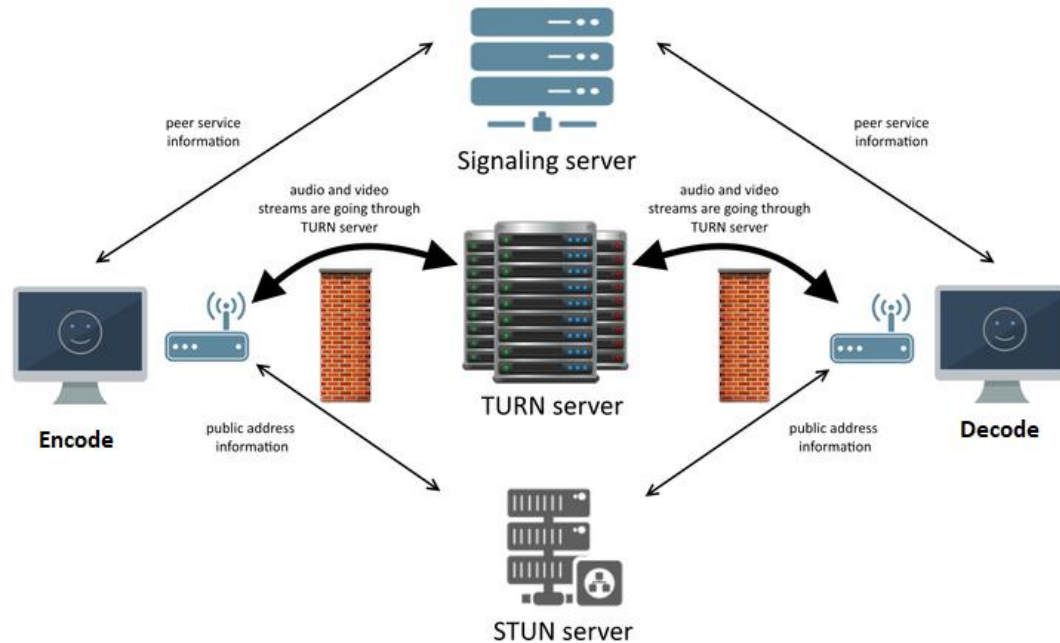 peer service
information
peer service
information
Signaling server
audio and video
streams are going through
TURN server
audio and video
streams are going through
TURN server
TURN server
Encode
Decode
public address
information
public address
information
STUN server